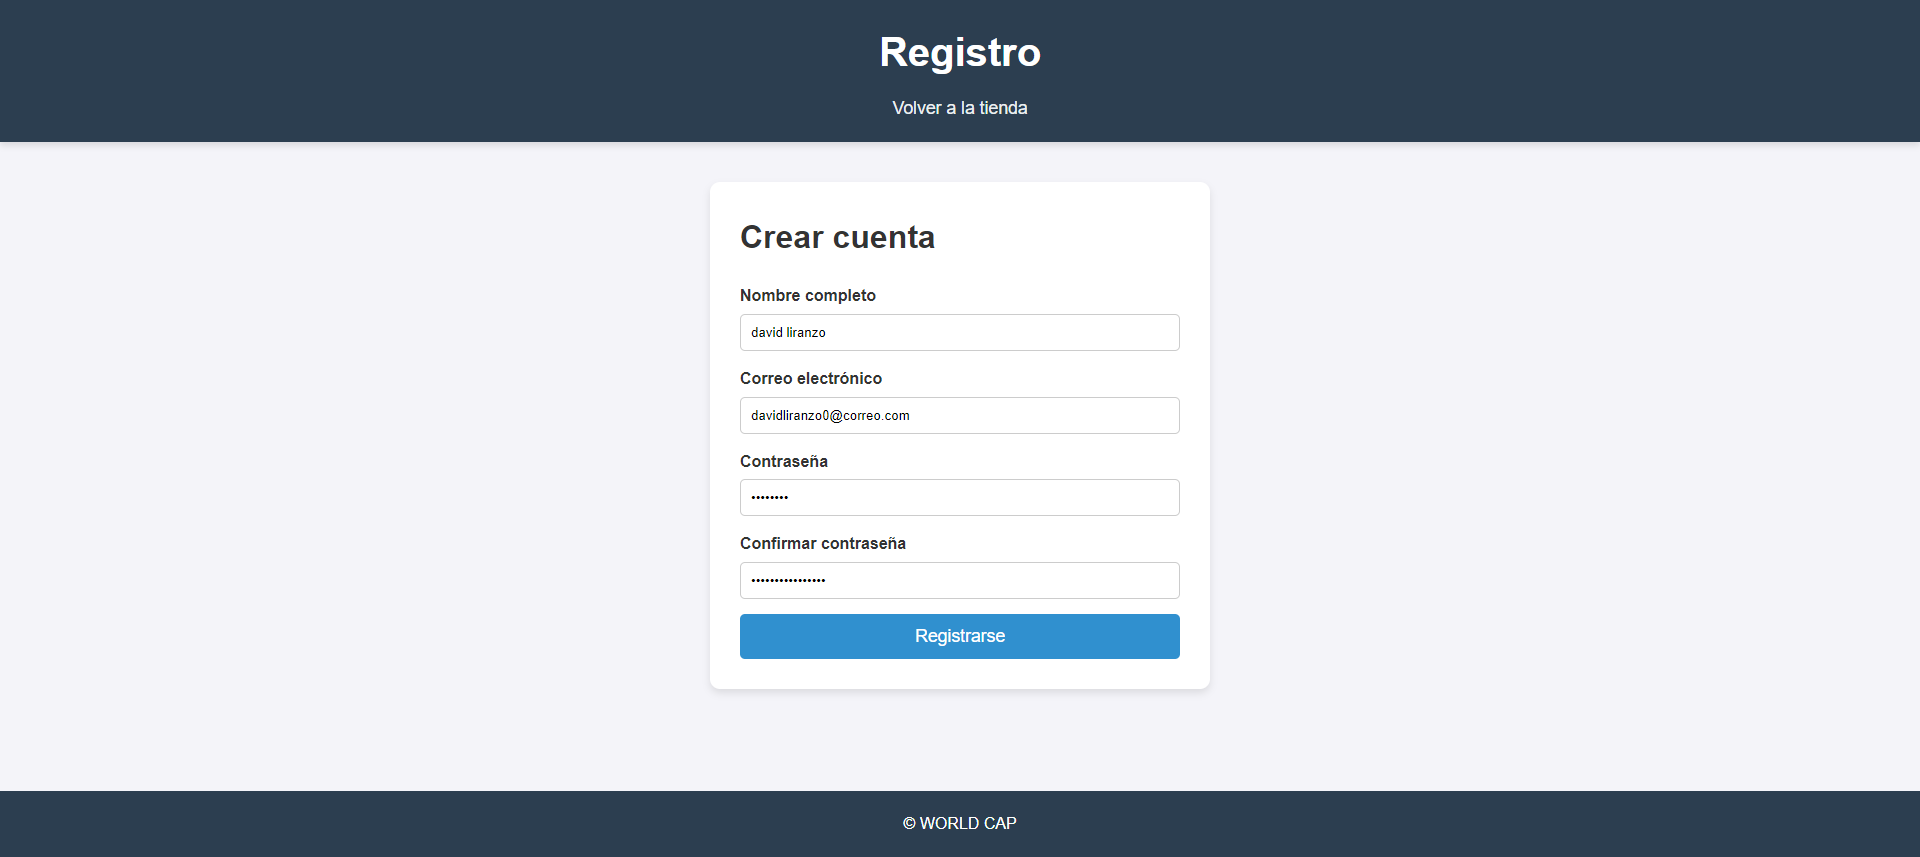 Registro
Volver a la tienda
Crear cuenta
Nombre completo
david liranzo
Correo electrónico
davidliranzo0@correo.com
Contraseña
••••••••
Confirmar contraseña
••••••••••••••••
Registrarse
© WORLD CAP